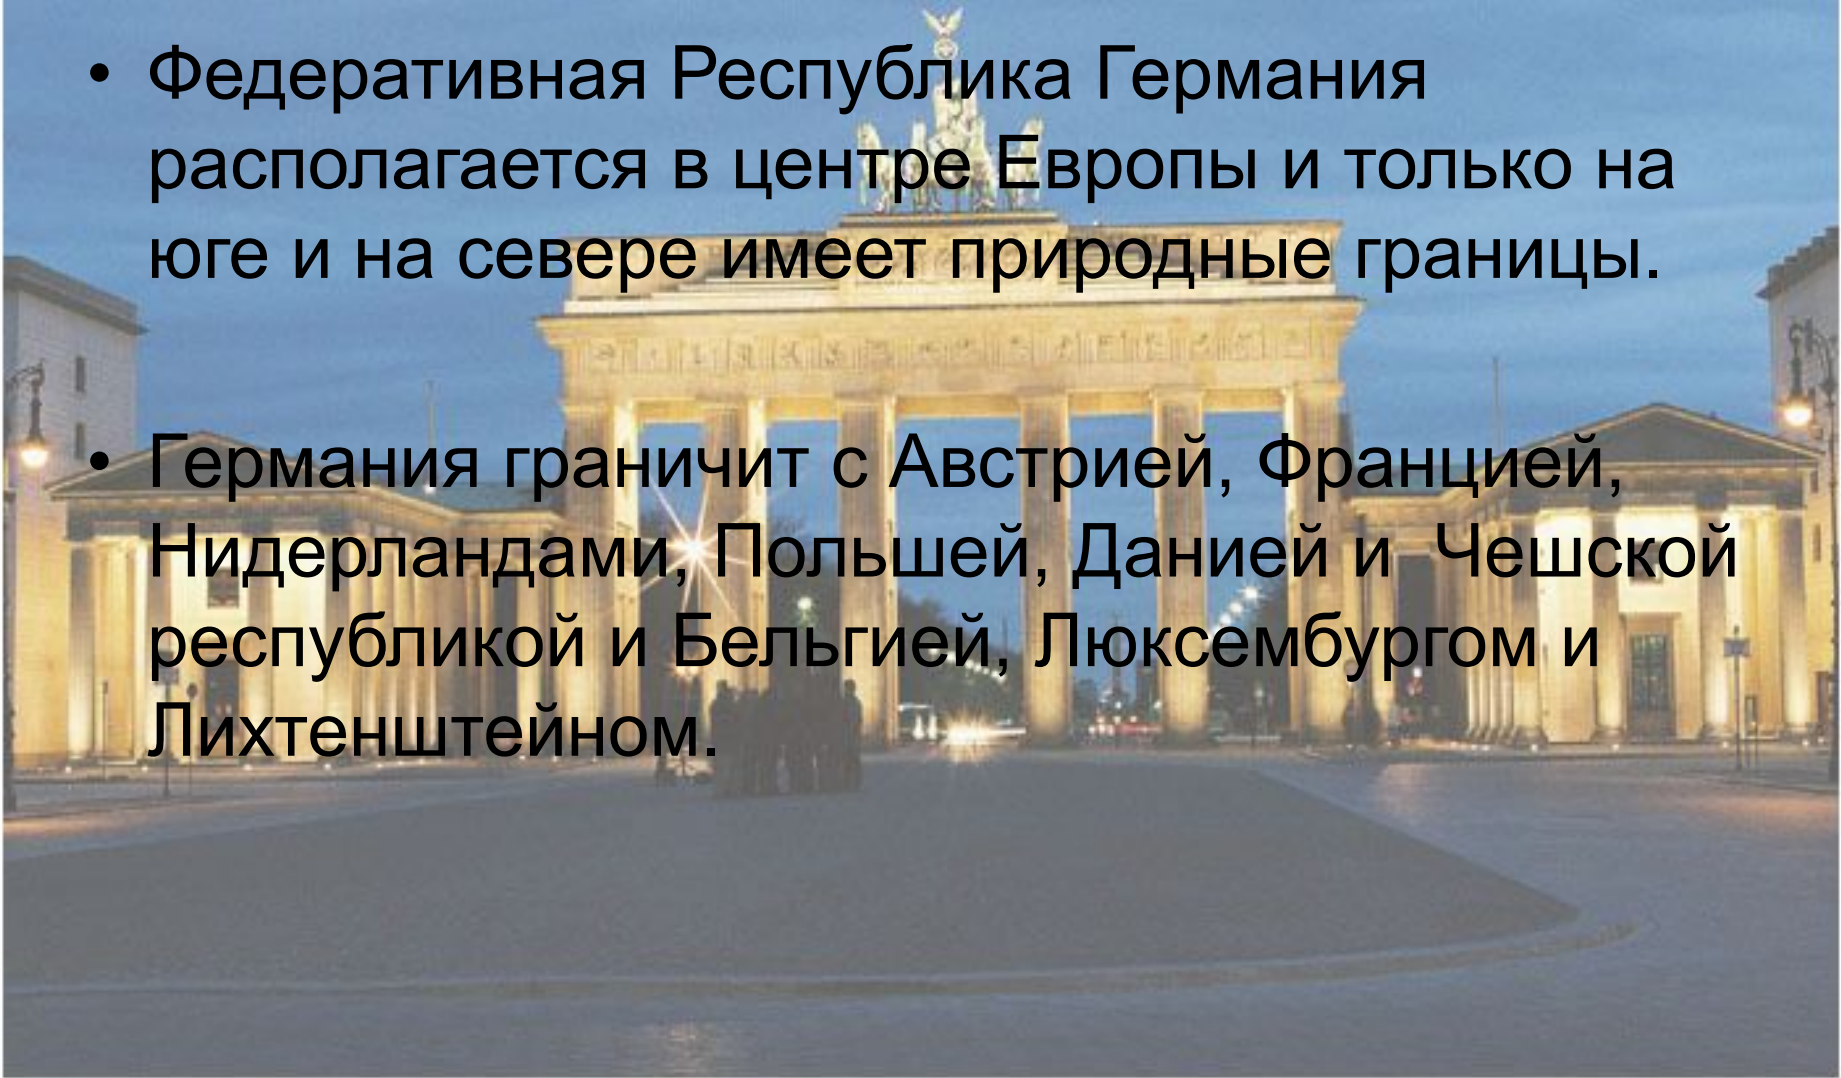 • Федеративная Республика Германия
располагается в центре Европы и только на
юге и на севере имеет природные границы.
• Германия граничит с Австрией, Францией,
Нидерландами, Польшей, Данией и  Чешской
республикой и Бельгией, Люксембургом и
Лихтенштейном.